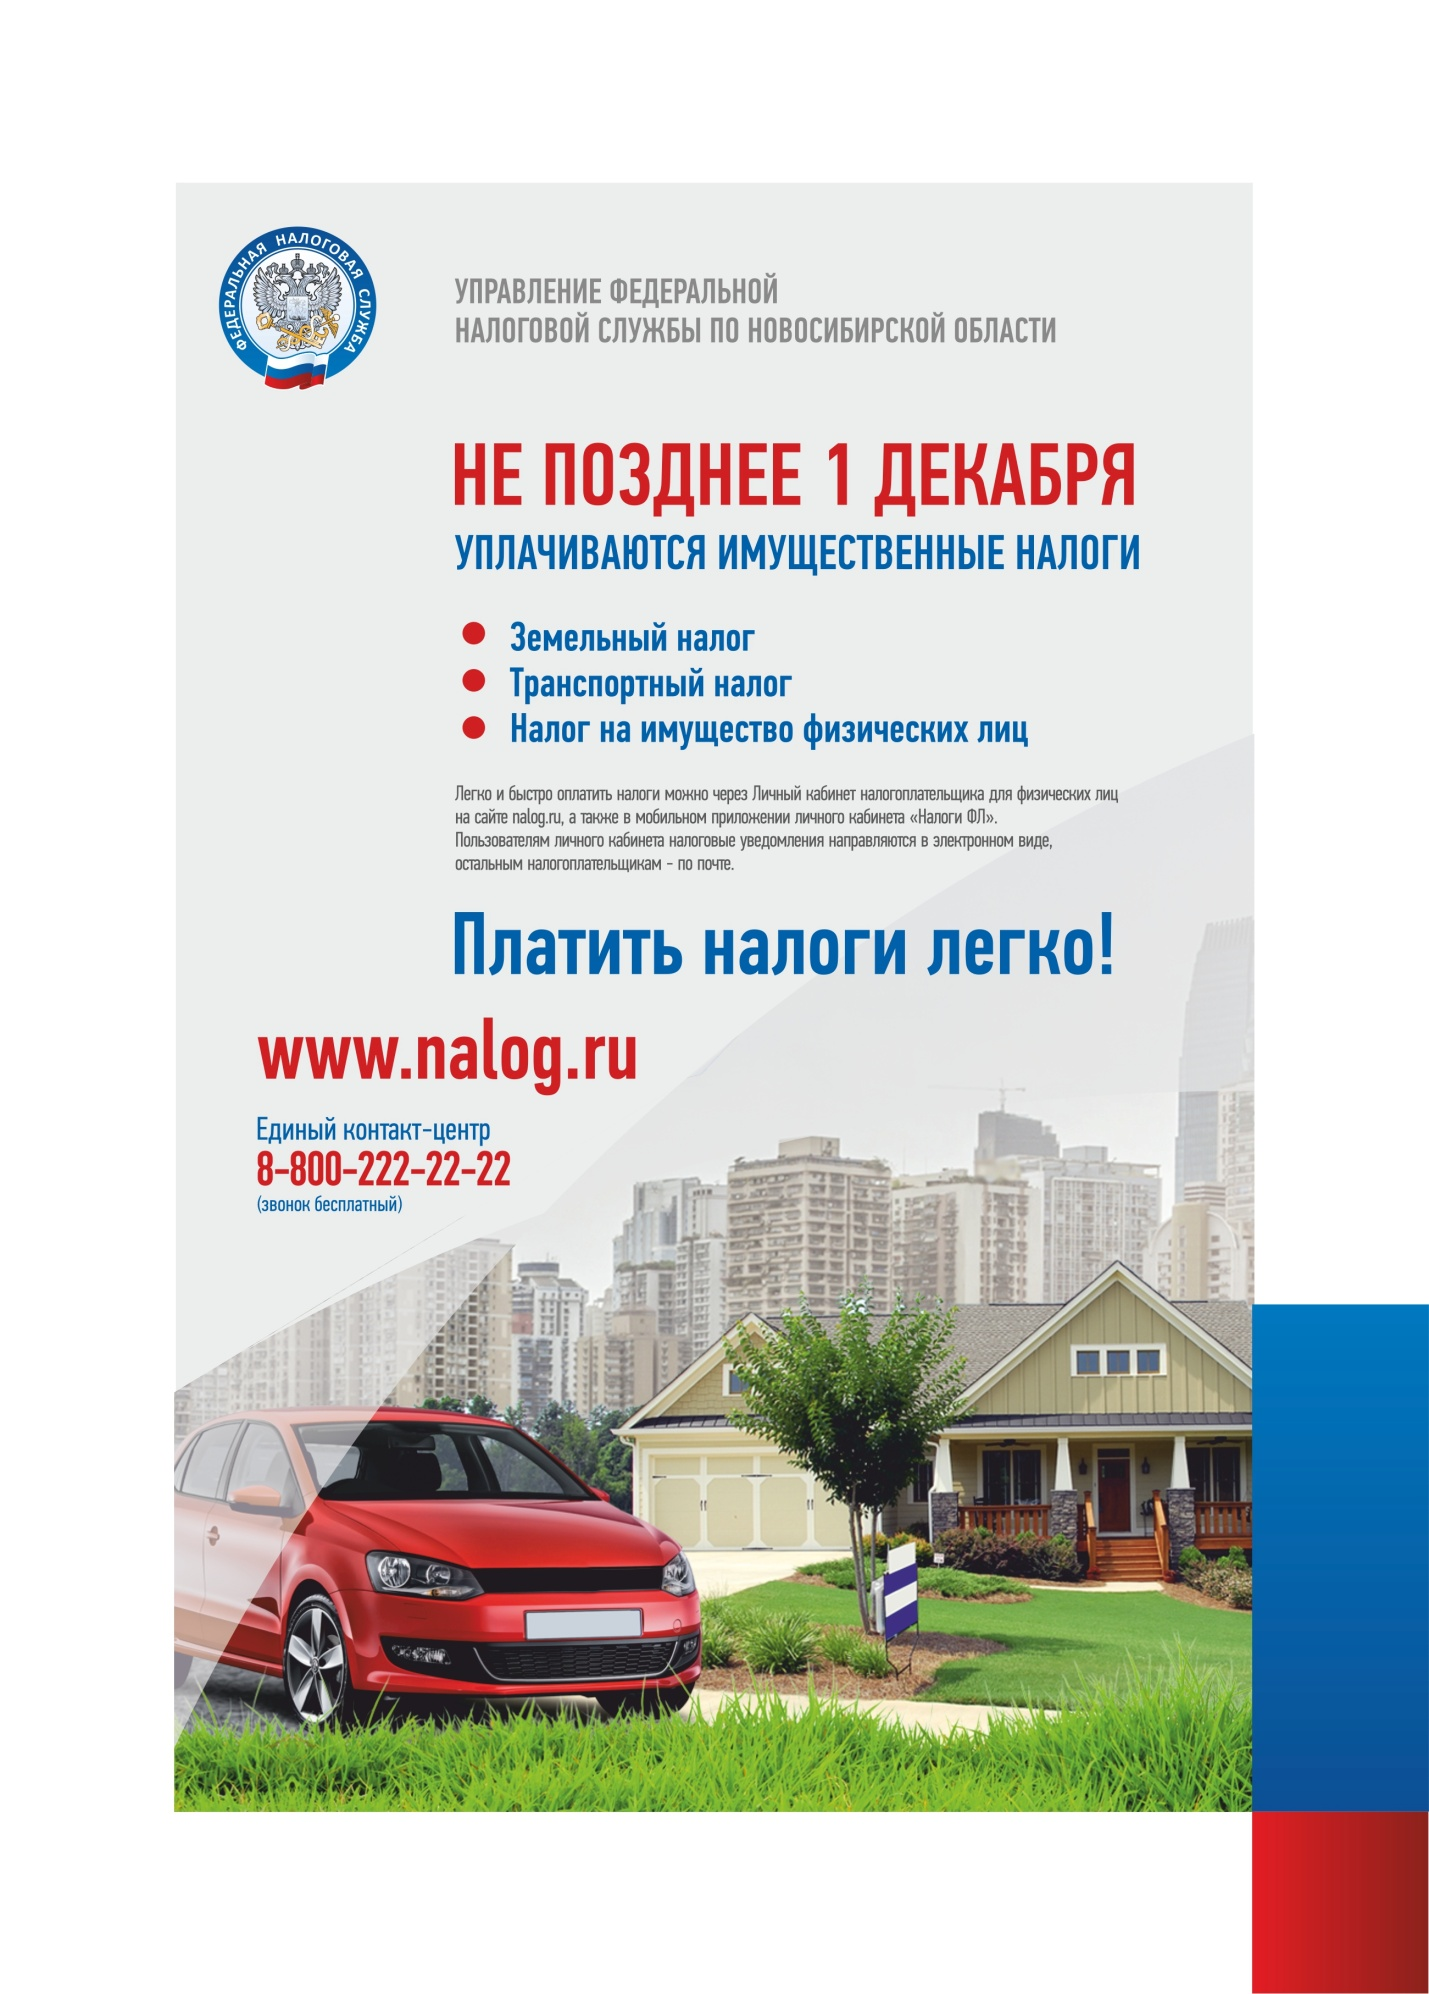 ФЕДЕРАЛЬНАЯ НАЛОГОВАЯ СЛУЖБА
УПРАВЛЕНИЕ ФЕДЕРАЛЬНОЙ
НАЛОГОВОЙ СЛУЖБЫ ПО НОВОСИБИРСКОЙ ОБЛАСТИ
НЕ ПОЗДНЕЕ 1 ДЕКАБРЯ
УПЛАЧИВАЮТСЯ ИМУЩЕСТВЕННЫЕ НАЛОГИ
● Земельный налог
● Транспортный налог
● Налог на имущество физических лиц
Легко и быстро оплатить налоги можно через Личный кабинет налогоплательщика для физических лиц
на сайте nalog.ru, а также в мобильном приложении личного кабинета «Налоги ФЛ».
Пользователям личного кабинета налоговые уведомления направляются в электронном виде,
остальным налогоплательщикам - по почте.
Платить налоги легко!
www.nalog.ru
Единый контакт-центр
8-800-222-22-22
(звонок бесплатный)